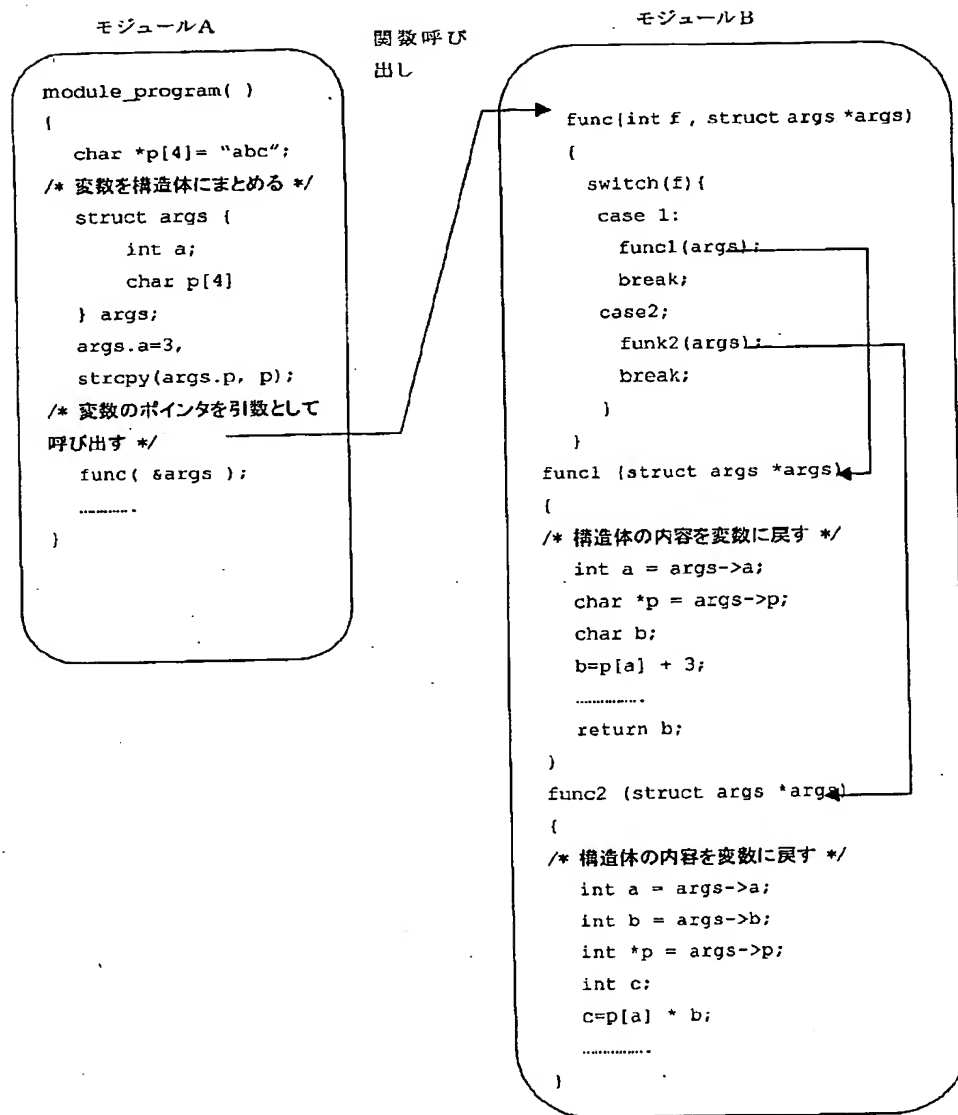 モジュールA
module_program( )
{
char *p[4]= "abc";
/* 変数を構造体にまとめる */
struct args {
int a;
char p[4]
} args;
args.a=3,
strcpy(args.p, p);
/* 変数のポインタを引数として
呼び出す */
func( &args );
.............
}
関数呼び
出し
モジュールB
func(int f , struct args *args)
{
switch(f){
case 1:
func1(args);
break;
case2;
funk2(args);
break;
}
}
func1 (struct args *args)
{
/* 構造体の内容を変数に戻す */
int a = args->a;
char *p = args->p;
char b;
b=p[a] + 3;
................
return b;
}
func2 (struct args *args)
{
/* 構造体の内容を変数に戻す */
int a = args->a;
int b = args->b;
int *p = args->p;
int c;
c=p[a] * b;
................
}